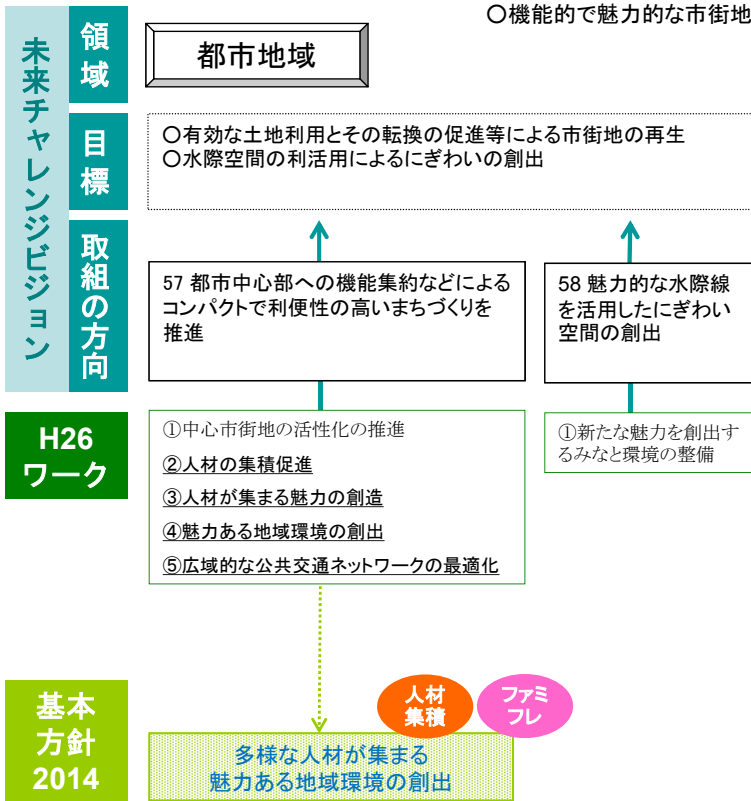 ○機能的で魅力的な市街地
未来チャレンジビジョン
領域
都市地域
目標
○有効な土地利用とその転換の促進等による市街地の再生
○水際空間の利活用によるにぎわいの創出
取組の方向
57 都市中心部への機能集約などによる
コンパクトで利便性の高いまちづくりを
推進
58 魅力的な水際線
を活用したにぎわい
空間の創出
H26
ワーク
①中心市街地の活性化の推進
②人材の集積促進
③人材が集まる魅力の創造
④魅力ある地域環境の創出
⑤広域的な公共交通ネットワークの最適化
①新たな魅力を創出す
るみなと環境の整備
人材
集積
ファミ
フレ
基本
方針
2014
多様な人材が集まる
魅力ある地域環境の創出